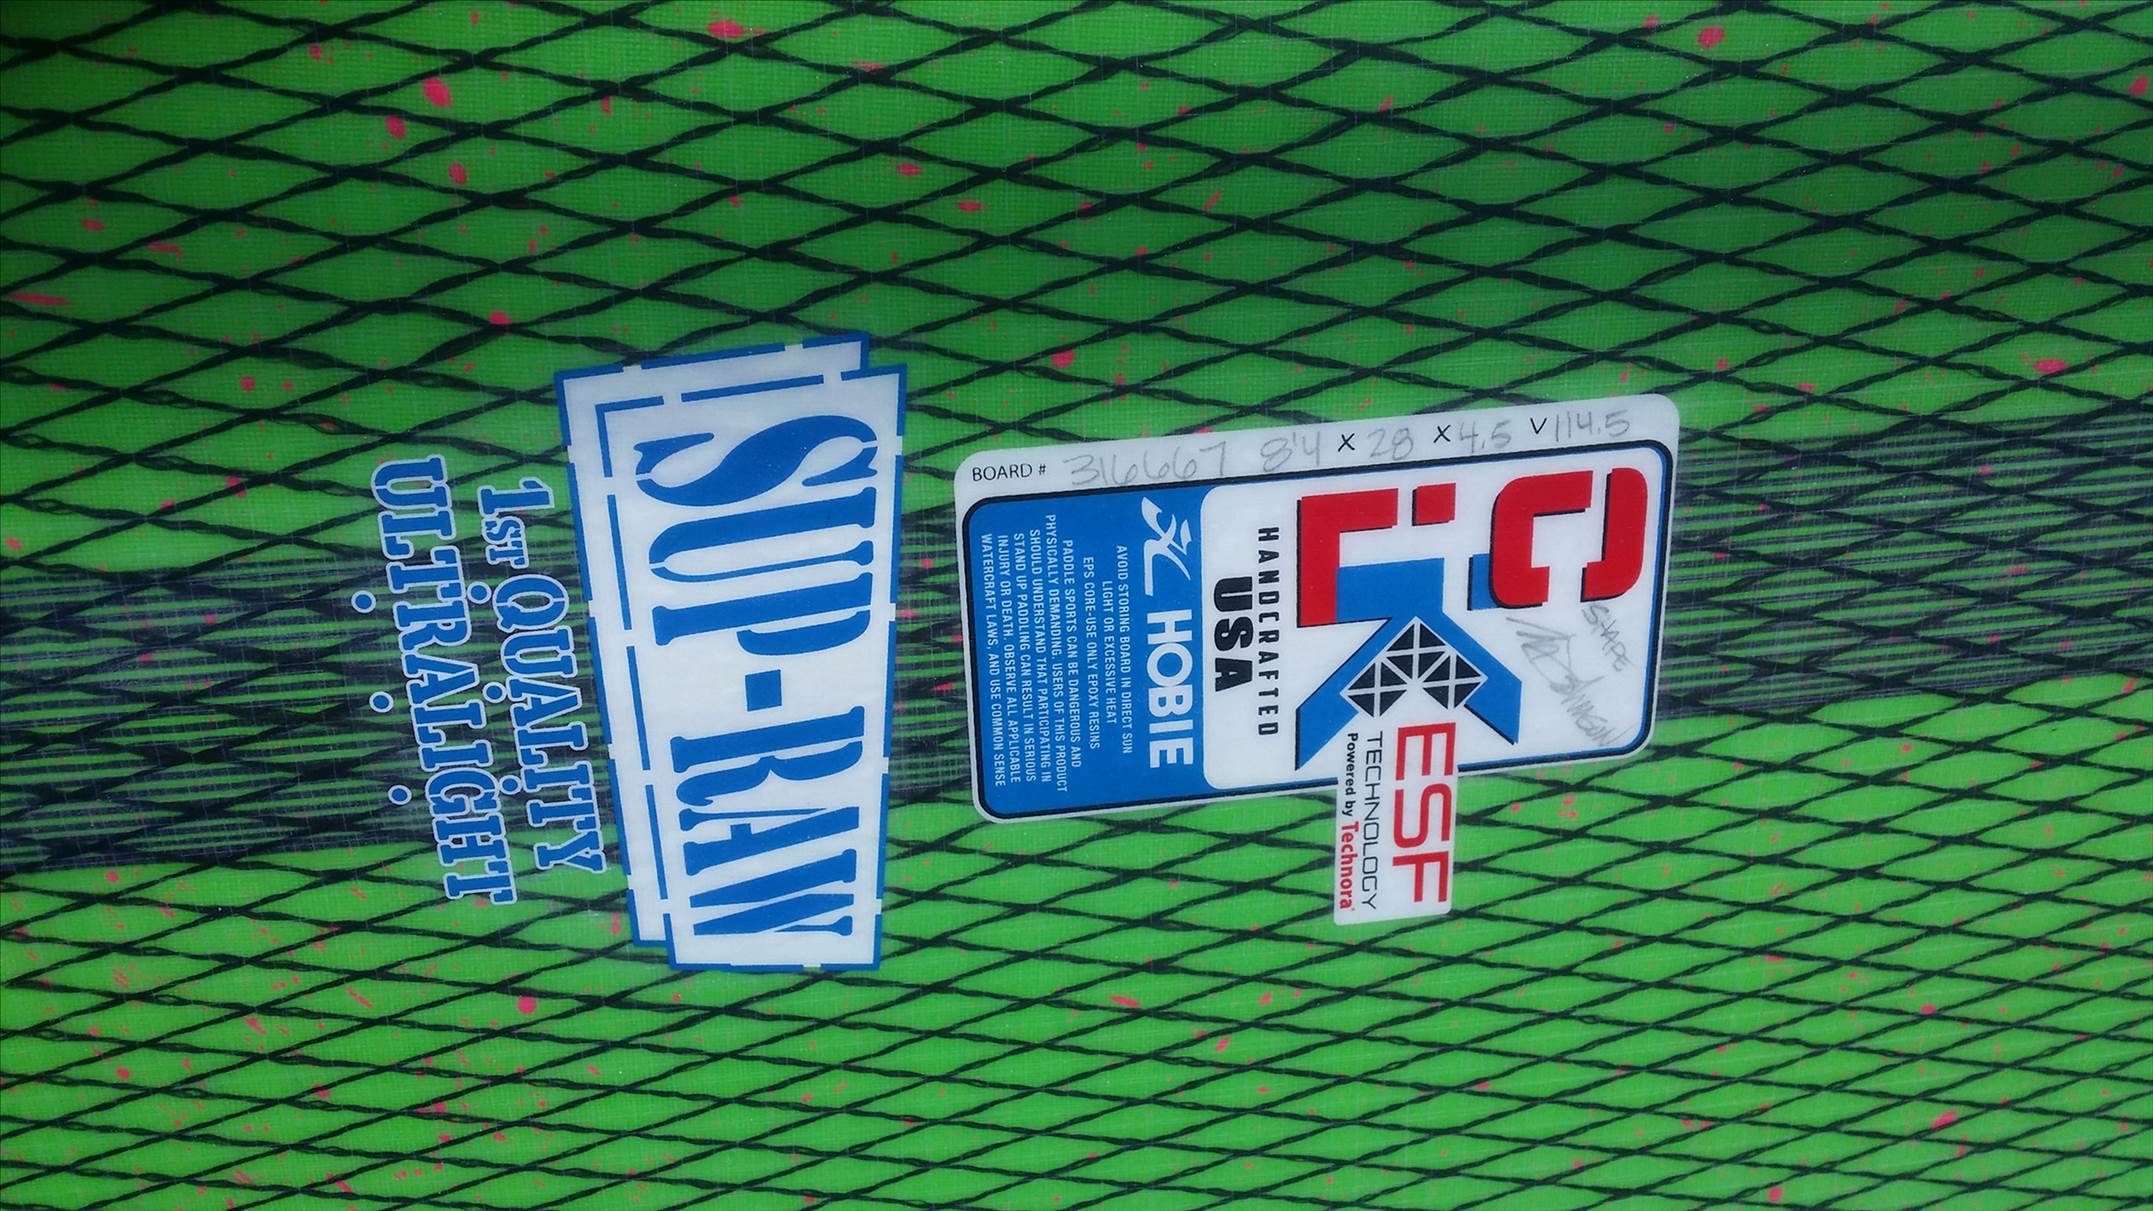 SUP-RAW
1ST QUALITY
ULTRALIGHT
BOARD # 316667 8'4 X 28 X 4.5 V 114.5
SHAPE
ESF
TECHNOLOGY
Powered by Technora
HANDCRAFTED
USA
HOBIE
AVOID STORING BOARD IN DIRECT SUN
LIGHT OR EXCESSIVE HEAT
EPS CORE-USE ONLY EPOXY RESINS
PADDLE SPORTS CAN BE DANGEROUS AND
PHYSICALLY DEMANDING. USERS OF THIS PRODUCT
SHOULD UNDERSTAND THAT PARTICIPATING IN
STAND UP PADDLING CAN RESULT IN SERIOUS
INJURY OR DEATH. OBSERVE ALL APPLICABLE
WATERCRAFT LAWS, AND USE COMMON SENSE